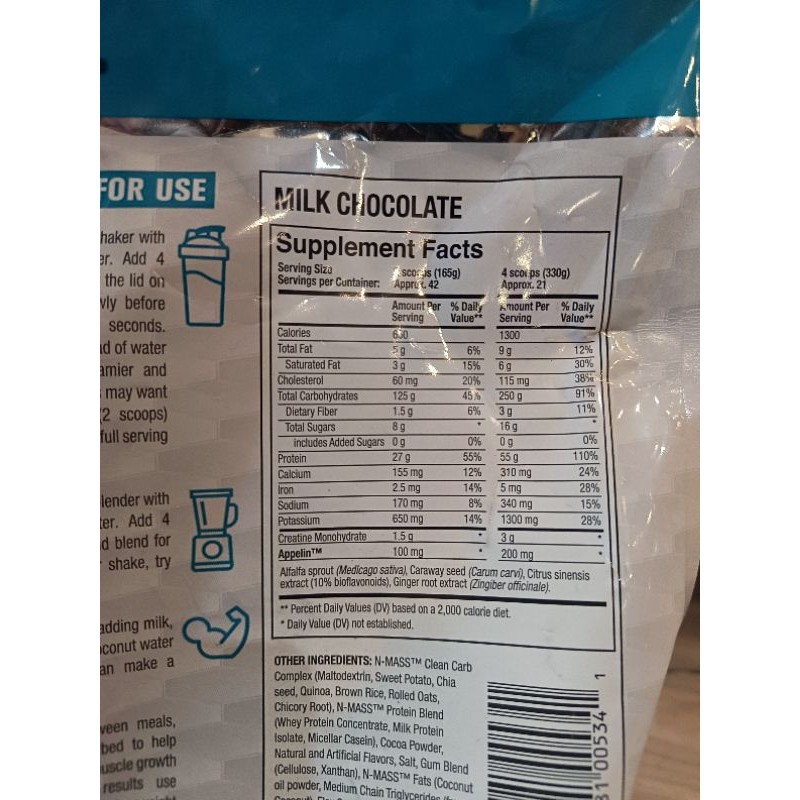 FOR USE
haker with
er. Add 4
the lid on
wly before
seconds.
nd of water
amier and
may want
(2 scoops)
full serving
lender with
ter. Add 4
d blend for
shake, try
adding milk,
oconut water
an make a
ween meals,
bed to help
uscle growth
results use
MILK CHOCOLATE
Supplement Facts
Serving Size scoops (165g) 4 scoops (330g)
Servings per Container: Approx. 42 Approx. 21
Amount Per Serving % Daily Value** Amount Per Serving % Daily Value**
Calories 1300
Total Fat 5 g 6% 9 g 12%
Saturated Fat 3 g 15% 6 g 30%
Cholesterol 60 mg 20% 115 mg 38%
Total Carbohydrates 125 g 45% 250 g 91%
Dietary Fiber 1.5 g 6% 3 g 11%
Total Sugars 8 g * 16 g *
includes Added Sugars 0 g 0% 0 g 0%
Protein 27 g 55% 55 g 110%
Calcium 155 mg 12% 310 mg 24%
Iron 2.5 mg 14% 5 mg 28%
Sodium 170 mg 8% 340 mg 15%
Potassium 650 mg 14% 1300 mg 28%
Creatine Monohydrate 1.5 g * 3 g *
Appelin™ 100 mg * 200 mg *
Alfalfa sprout (Medicago sativa), Caraway seed (Carum carvi), Citrus sinensis
extract (10% bioflavonoids), Ginger root extract (Zingiber officinale).
** Percent Daily Values (DV) based on a 2,000 calorie diet.
* Daily Value (DV) not established.
OTHER INGREDIENTS: N-MASS™ Clean Carb
Complex (Maltodextrin, Sweet Potato, Chia
seed, Quinoa, Brown Rice, Rolled Oats,
Chicory Root), N-MASS™ Protein Blend
(Whey Protein Concentrate, Milk Protein
Isolate, Micellar Casein), Cocoa Powder,
Natural and Artificial Flavors, Salt, Gum Blend
(Cellulose, Xanthan), N-MASS™ Fats (Coconut
oil powder, Medium Chain Triglycerides
31 00534 1